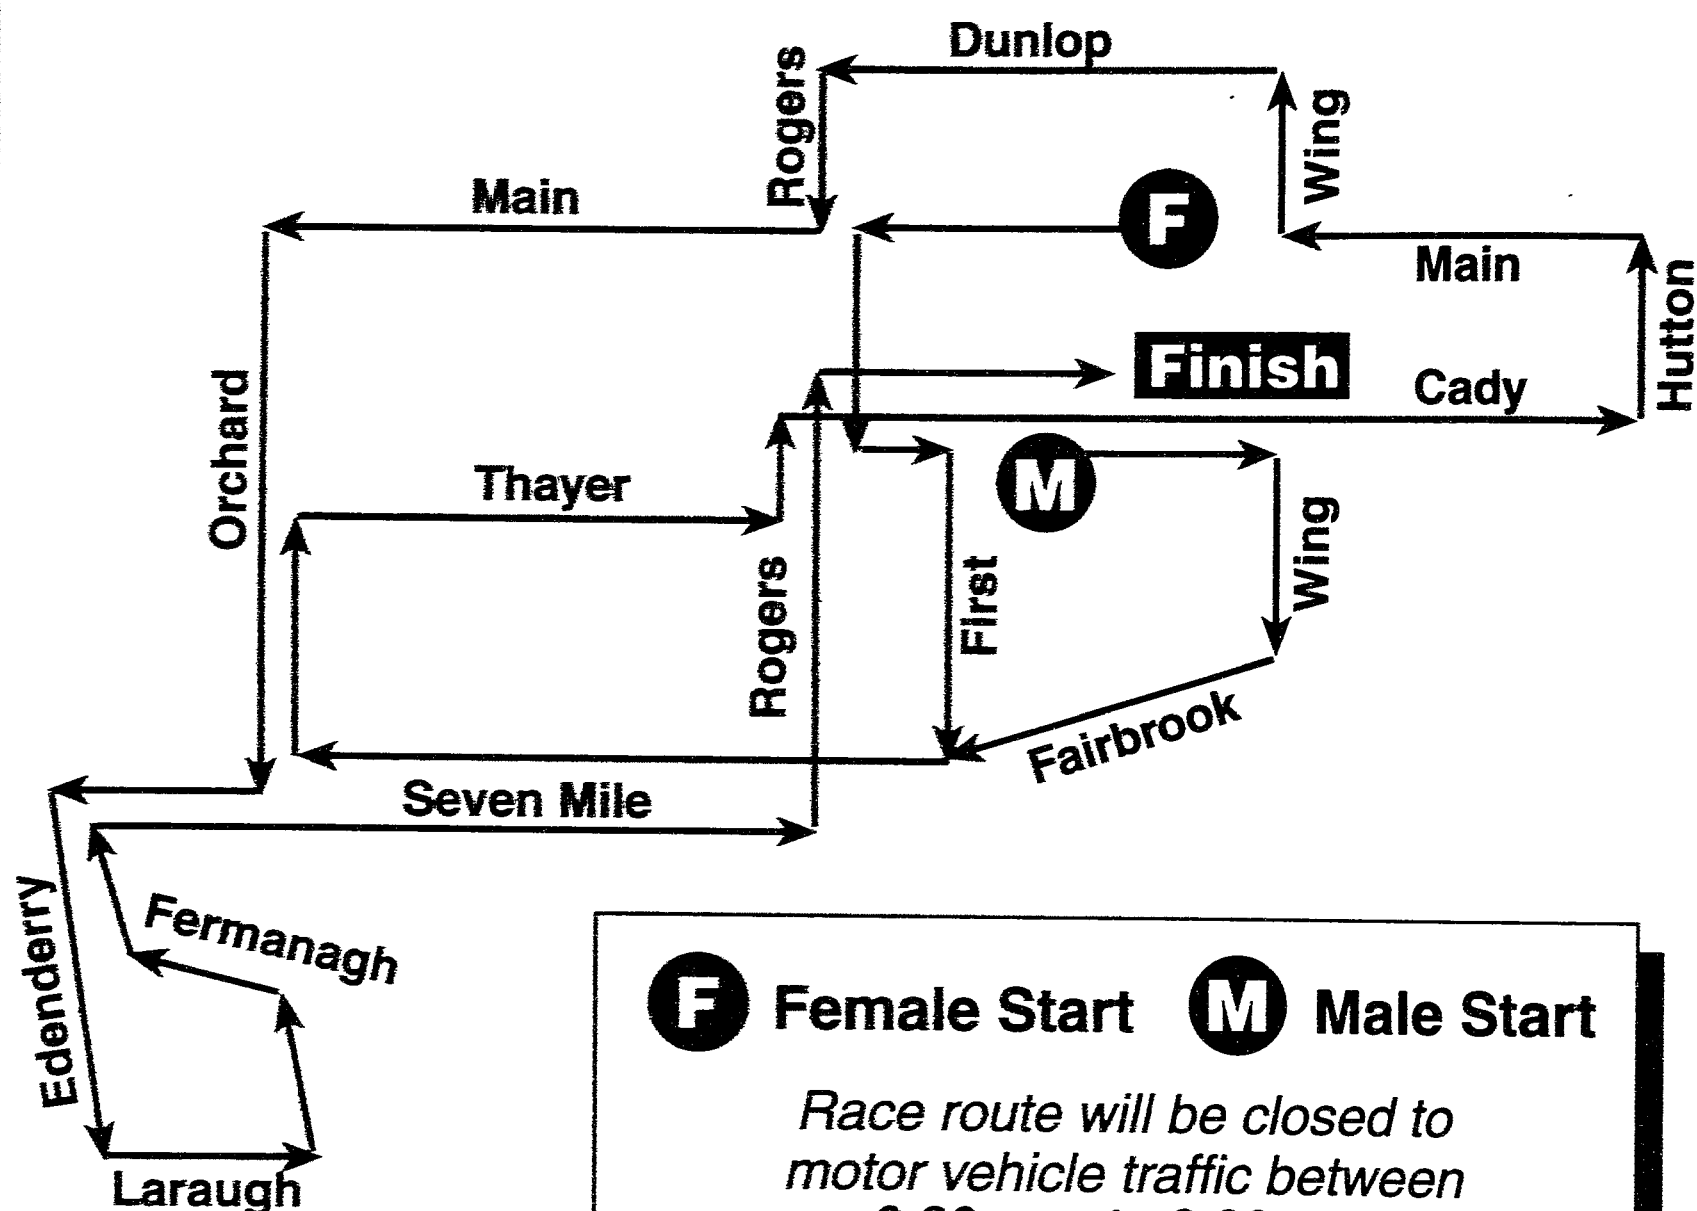 Dunlop
Rogers
Wing
Main
F
Main
Hutton
Finish
Cady
Orchard
Thayer
M
Wing
Rogers
First
Fairbrook
Seven Mile
Edenderry
Fermanagh
Laraugh
F Female Start M Male Start
Race route will be closed to
motor vehicle traffic between